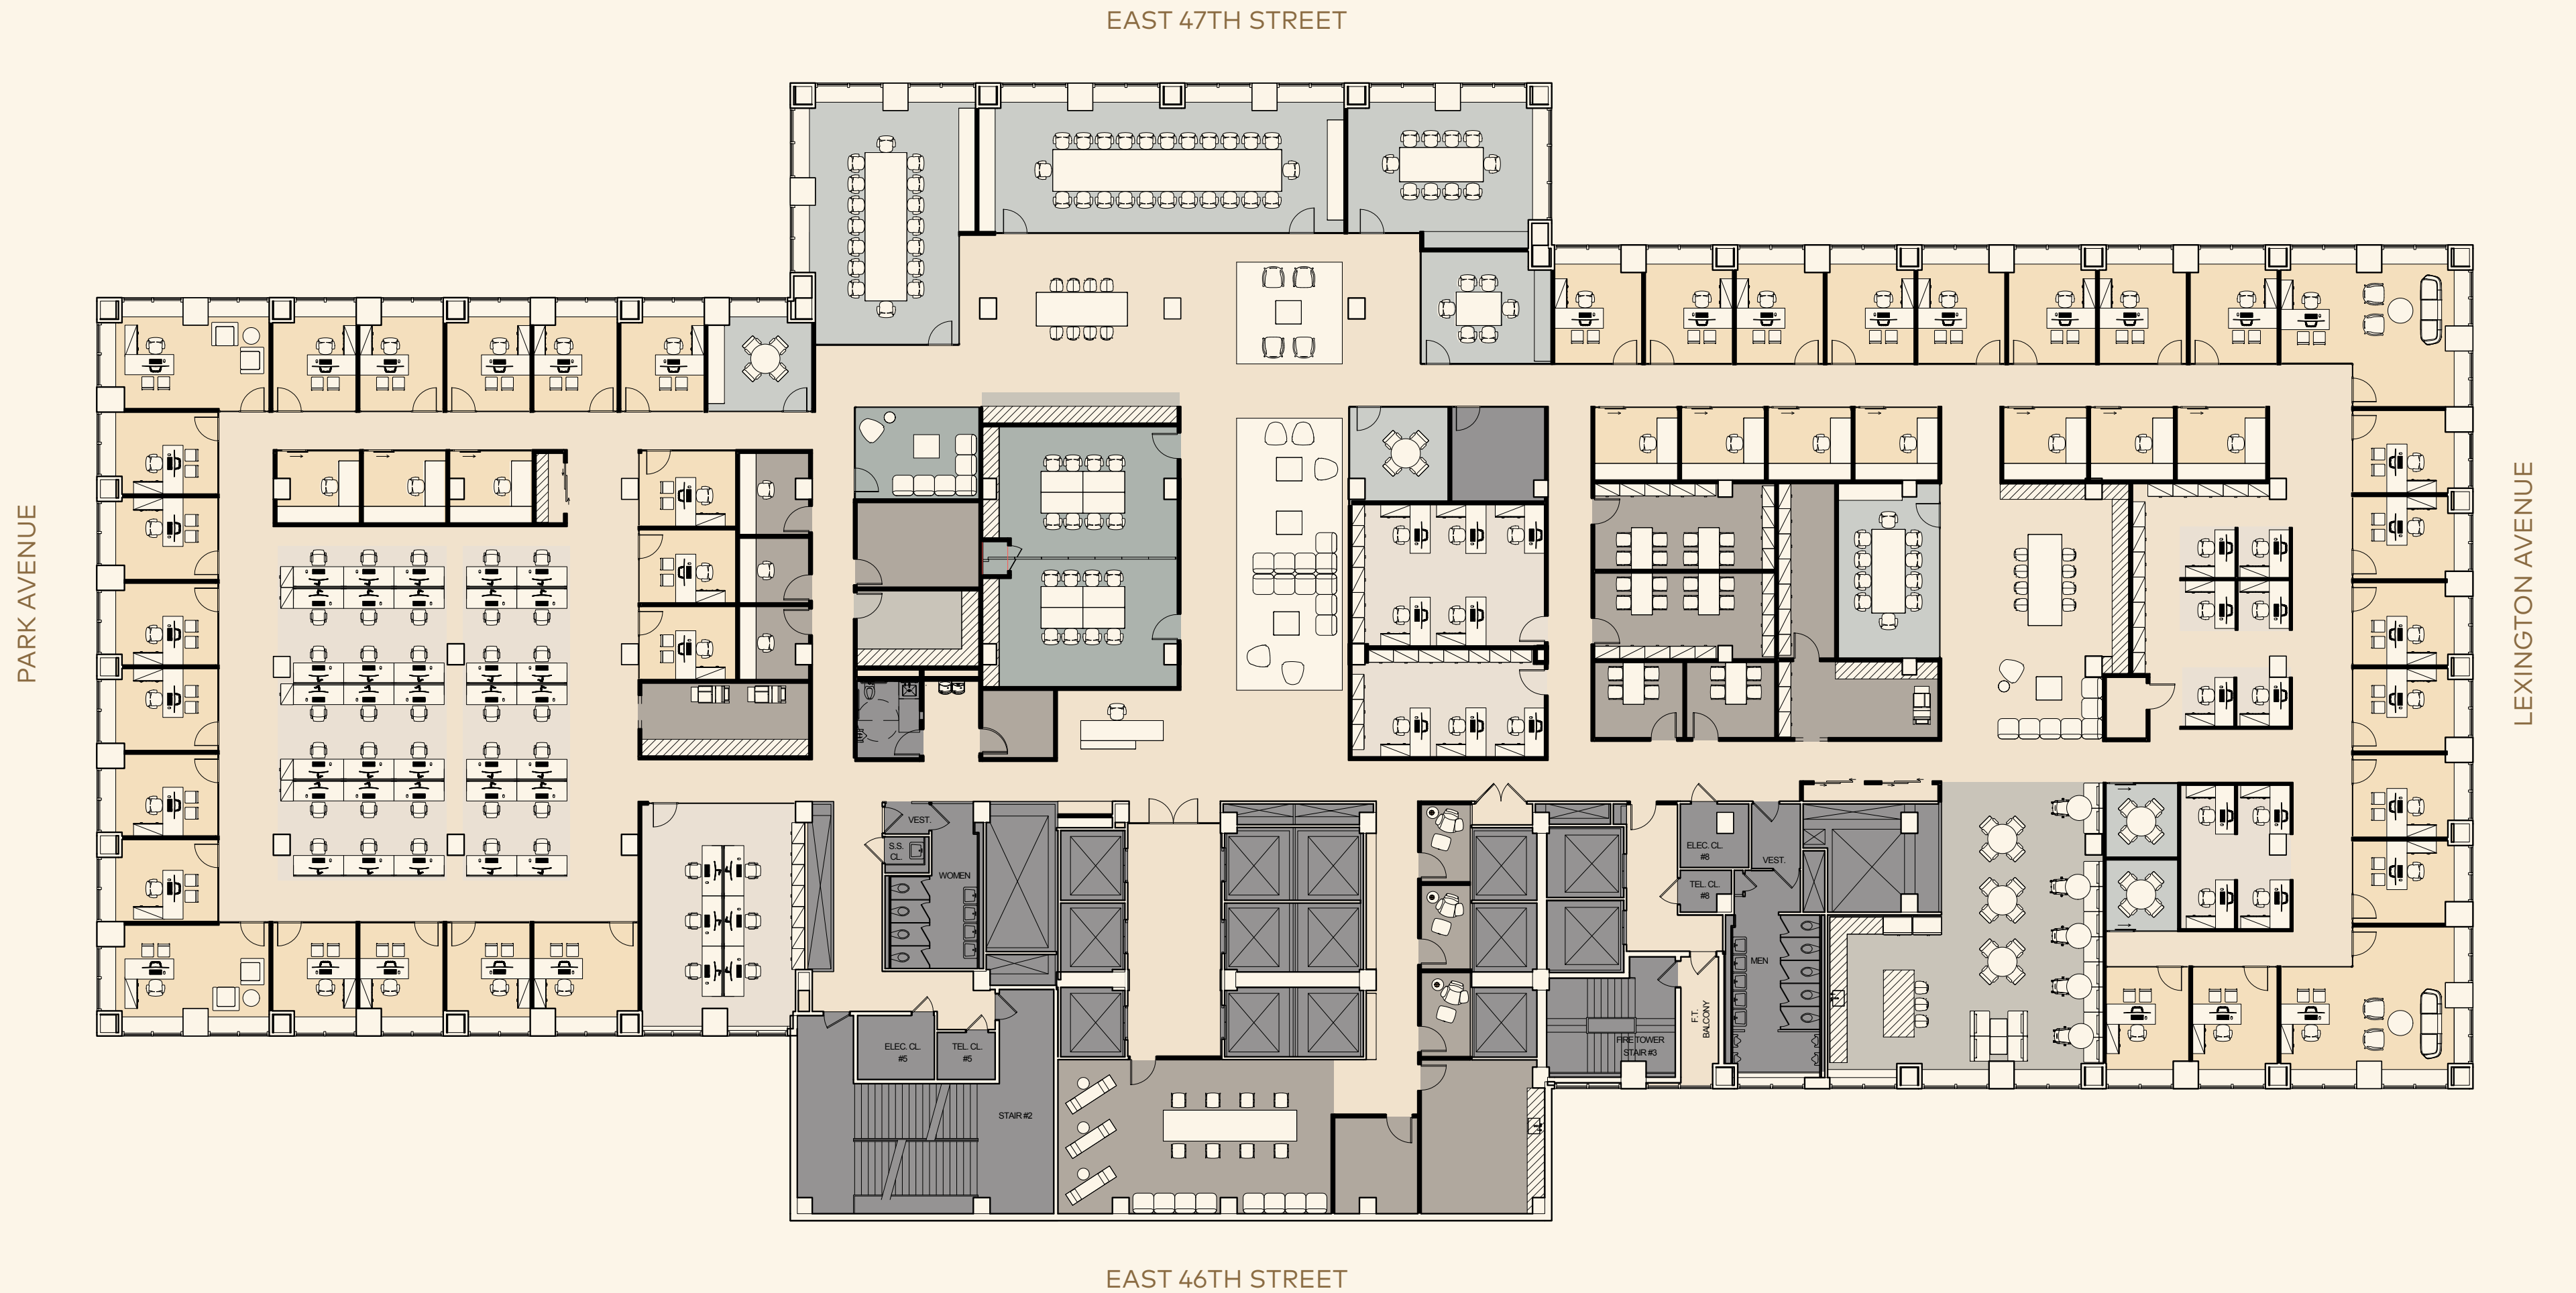 EAST 47TH STREET
PARK AVENUE
LEXINGTON AVENUE
VEST.
S.S.
CL.
WOMEN
ELEC. CL.
#8
VEST.
TEL. CL.
#8
MEN
F.T.
BALCONY
ELEC. CL.
#5
TEL. CL.
#5
FIRE TOWER
STAIR #3
STAIR #2
EAST 46TH STREET